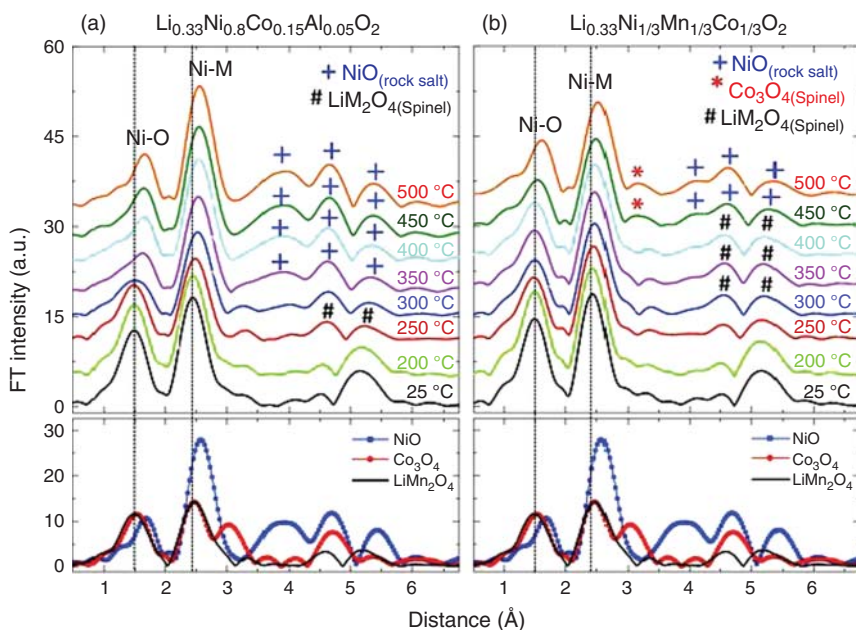 (a) Li0.33Ni0.8Co0.15Al0.05O2
(b) Li0.33Ni1/3Mn1/3Co1/3O2
FT intensity (a.u.)
60
45
30
15
0
Ni-O
Ni-M
+ NiO(rock salt)
# LiM2O4(Spinel)
500 °C
450 °C
400 °C
350 °C
300 °C
250 °C
200 °C
25 °C
# #
Ni-O
Ni-M
+ NiO(rock salt)
* Co3O4(Spinel)
# LiM2O4(Spinel)
500 °C
450 °C
400 °C
350 °C
300 °C
250 °C
200 °C
25 °C
# #
# #
# #
30
20
10
0
NiO
Co3O4
LiMn2O4
NiO
Co3O4
LiMn2O4
1 2 3 4 5 6
1 2 3 4 5 6
Distance (Å)